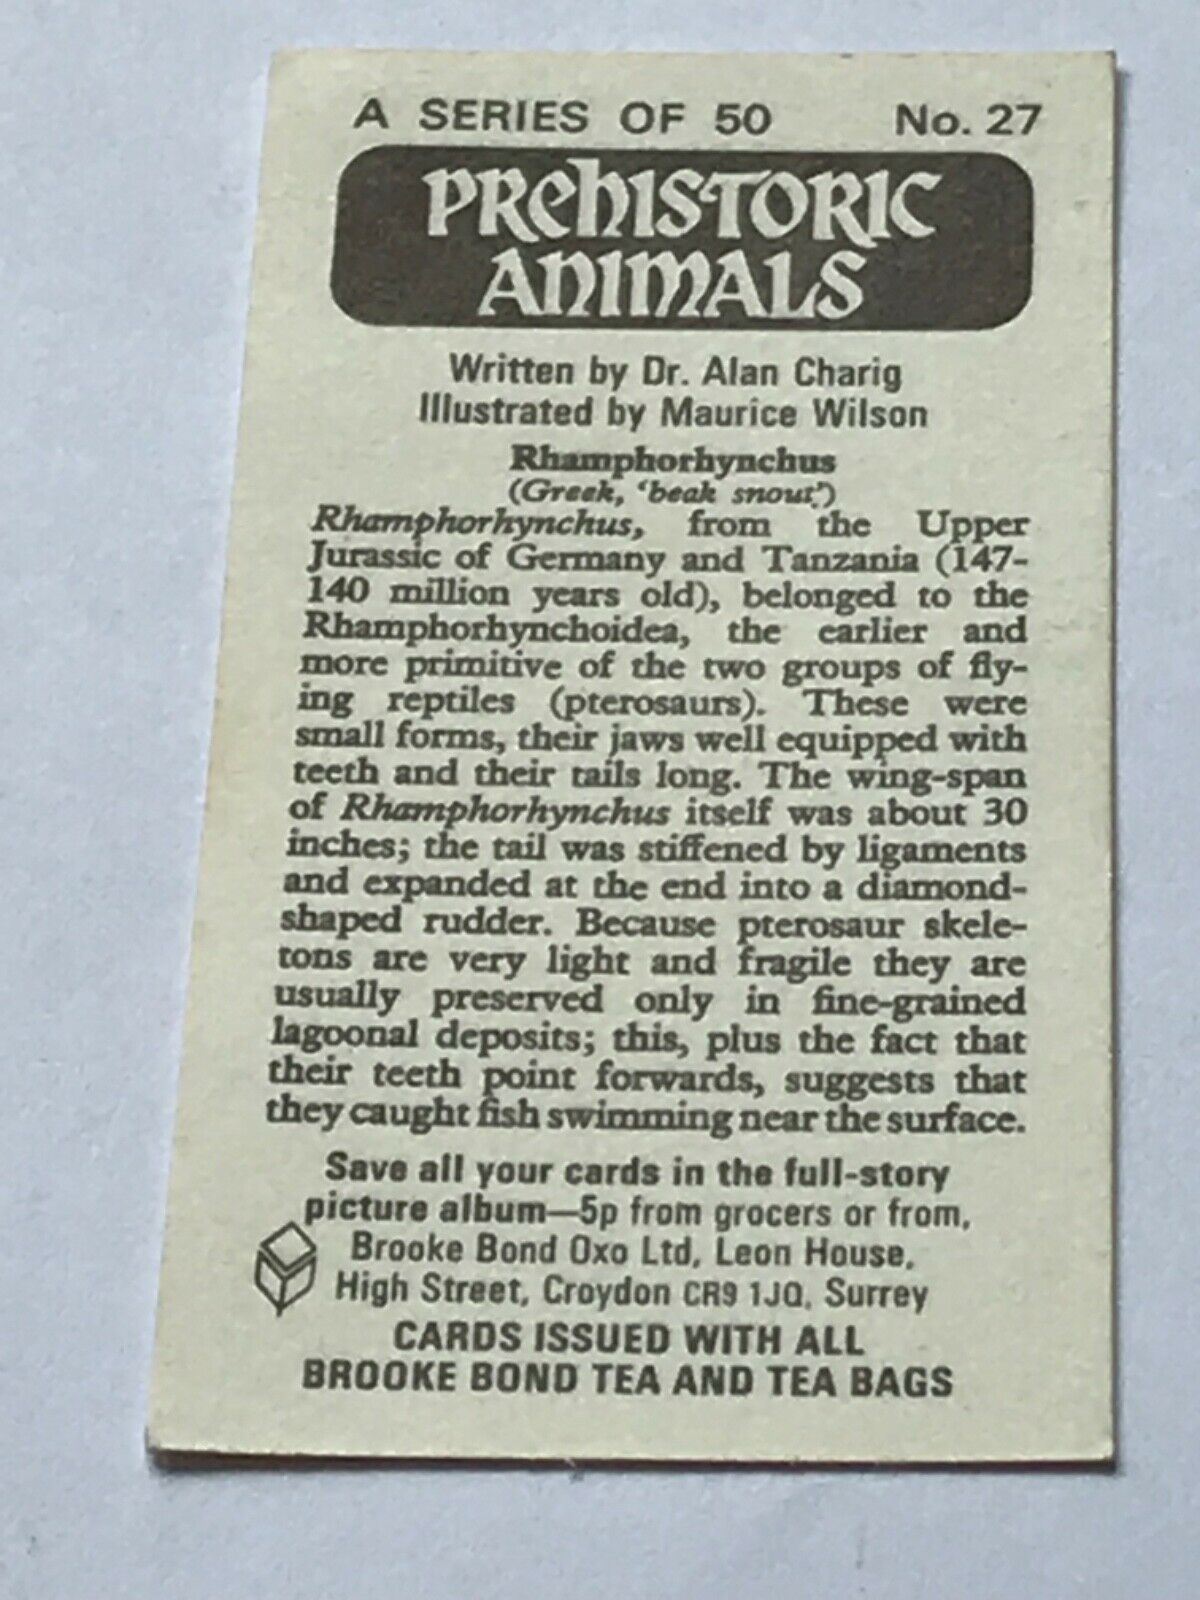 A SERIES OF 50 No. 27
PREHISTORIC
ANIMALS
Written by Dr. Alan Charig
Illustrated by Maurice Wilson
Rhamphorhynchus
(Greek, ‘beak snout’)
Rhamphorhynchus, from the Upper
Jurassic of Germany and Tanzania (147-
140 million years old), belonged to the
Rhamphorhynchoidea, the earlier and
more primitive of the two groups of fly-
ing reptiles (pterosaurs). These were
small forms, their jaws well equipped with
teeth and their tails long. The wing-span
of Rhamphorhynchus itself was about 30
inches; the tail was stiffened by ligaments
and expanded at the end into a diamond-
shaped rudder. Because pterosaur skele-
tons are very light and fragile they are
usually preserved only in fine-grained
lagoonal deposits; this, plus the fact that
their teeth point forwards, suggests that
they caught fish swimming near the surface.
Save all your cards in the full-story
picture album—5p from grocers or from,
Brooke Bond Oxo Ltd, Leon House,
High Street, Croydon CR9 1JQ, Surrey
CARDS ISSUED WITH ALL
BROOKE BOND TEA AND TEA BAGS